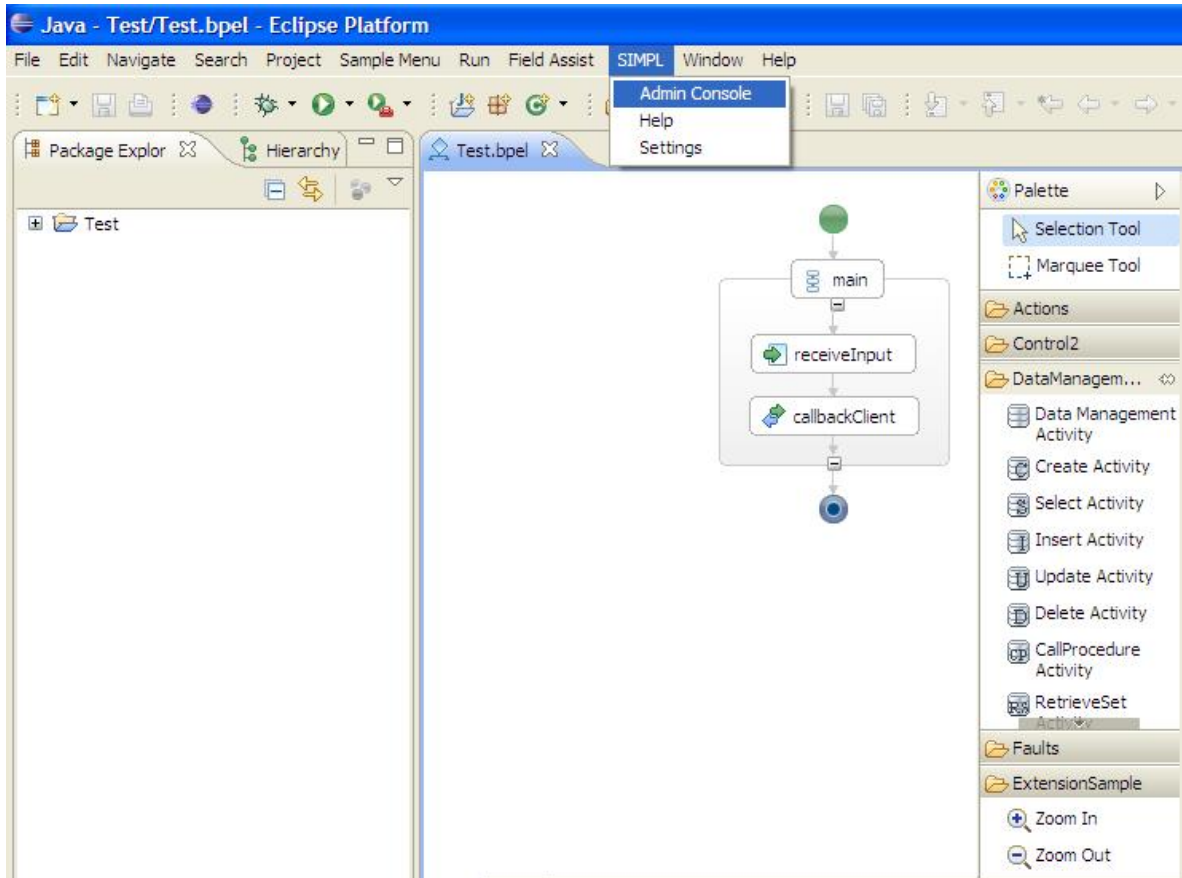 Java - Test/Test.bpel - Eclipse Platform
File Edit Navigate Search Project Sample Menu Run Field Assist SIMPL Window Help
Admin Console
Help
Settings
Package Explor
Hierarchy
Test.bpel
Test
main
receiveInput
callbackClient
Palette
Selection Tool
Marquee Tool
Actions
Control2
DataManagem...
Data Management
Activity
Create Activity
Select Activity
Insert Activity
Update Activity
Delete Activity
CallProcedure
Activity
RetrieveSet
Activity
Faults
ExtensionSample
Zoom In
Zoom Out